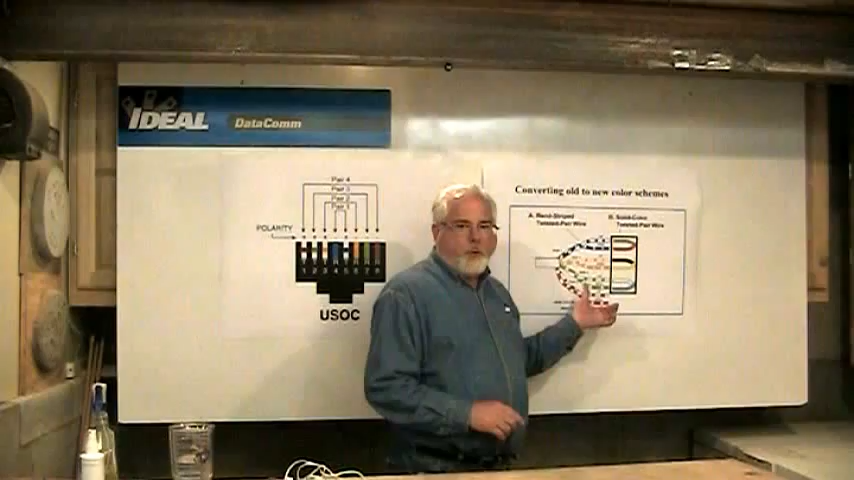 IDEAL DataComm
Pair 4
Pair 3
Pair 2
Pair 1
POLARITY
1 2 3 4 5 6 7 8
USOC
Converting old to new color schemes
A. Band-Striped
Twisted-Pair Wire
B. Solid-Color
Twisted-Pair Wire